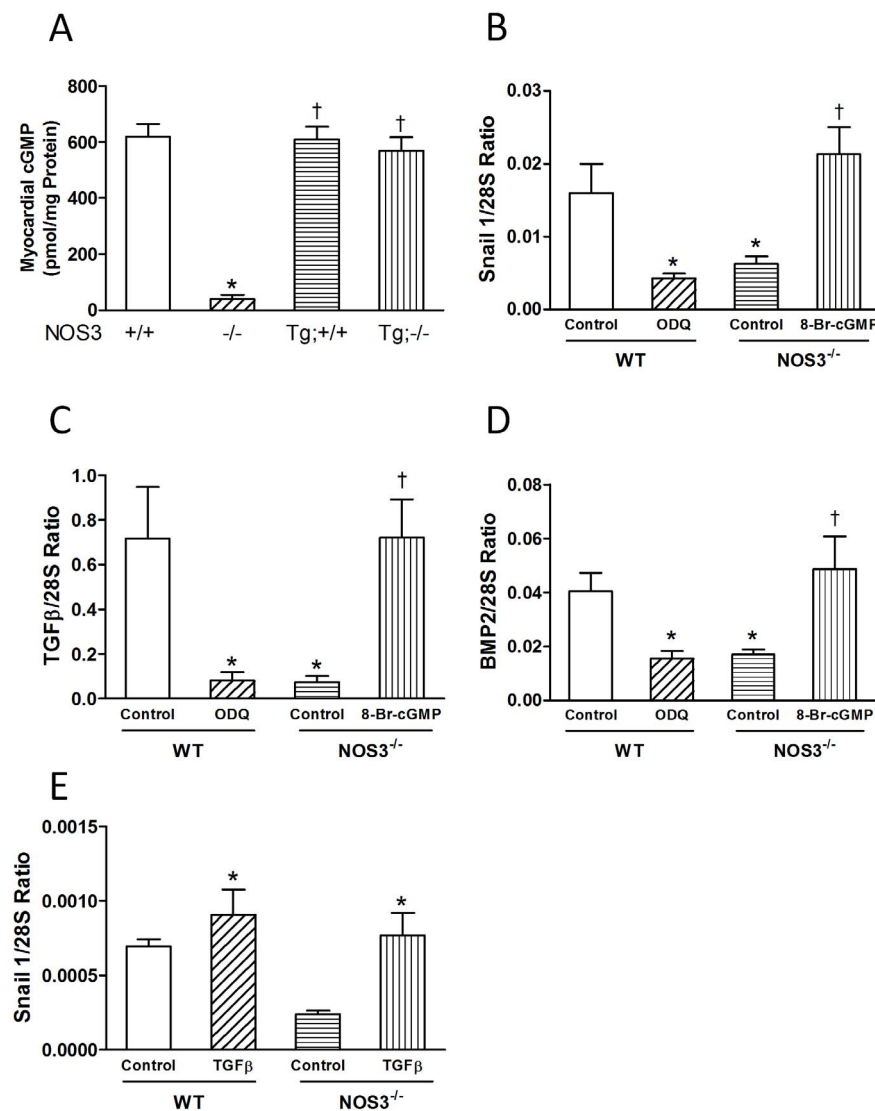 A
Myocardial cGMP
(pmol/mg Protein)
800
600
400
200
0
†
†
*
NOS3 +/+ -/- Tg;+/+ Tg;-/-
B
Snail 1/28S Ratio
0.03
0.02
0.01
0.00
†
*
*
Control ODQ Control 8-Br-cGMP
WT NOS3-/-
C
TGFβ/28S Ratio
1.0
0.8
0.6
0.4
0.2
0.0
†
*
*
Control ODQ Control 8-Br-cGMP
WT NOS3-/-
D
BMP2/28S Ratio
0.08
0.06
0.04
0.02
0.00
†
*
*
Control ODQ Control 8-Br-cGMP
WT NOS3-/-
E
Snail 1/28S Ratio
0.0015
0.0010
0.0005
0.0000
*
*
Control TGFβ Control TGFβ
WT NOS3-/-